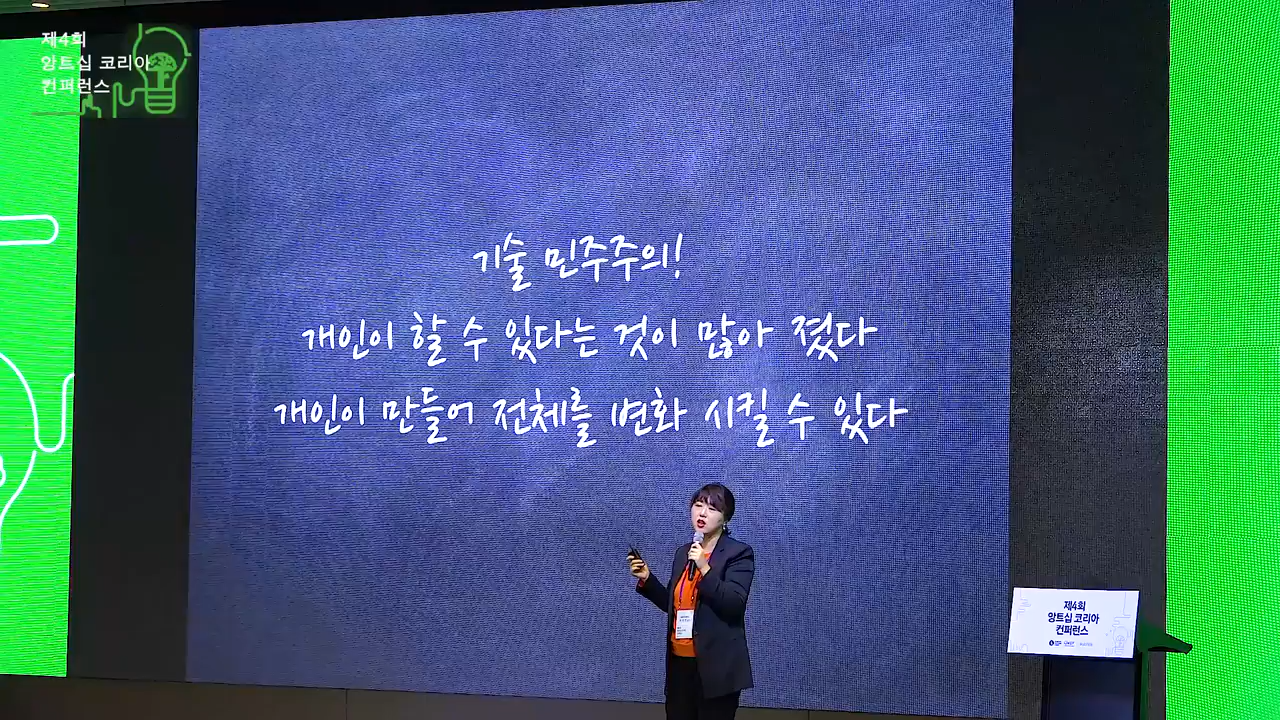 제4회
앙트십 코리아
컨퍼런스
기술 민주주의!
개인이 할 수 있다는 것이 많아 졌다
개인이 만들어 전체를 변화 시킬 수 있다
제4회
앙트십 코리아
컨퍼런스